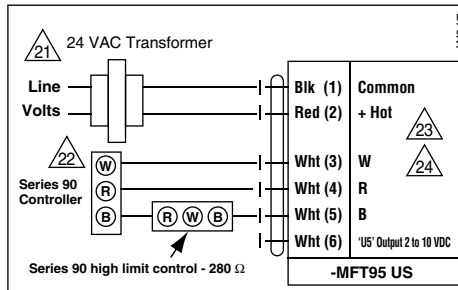 21 24 VAC Transformer
Line
Volts
Blk (1) Common
Red (2) + Hot
23
22
24
Series 90
Controller
W
R
B
R W B
Wht (3) W
Wht (4) R
Wht (5) B
Wht (6) 'U5' Output 2 to 10 VDC
Series 90 high limit control - 280 Ω
-MFT95 US